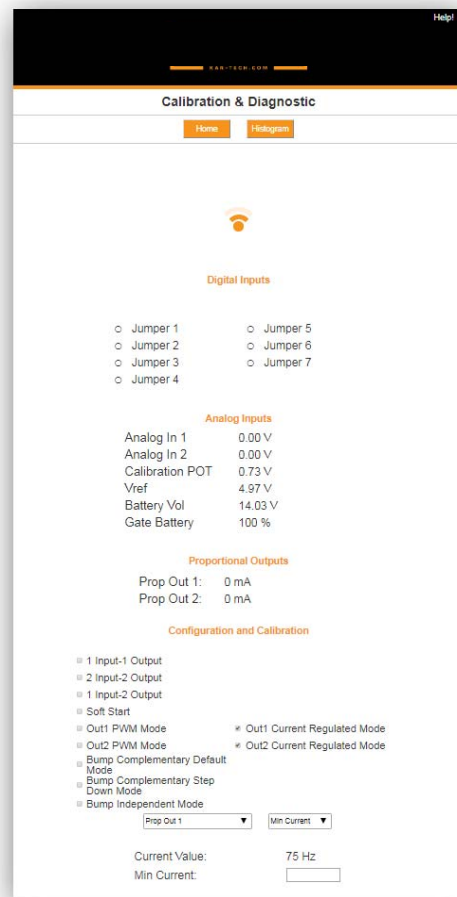 Help!
KAR-TECH.COM
Calibration & Diagnostic
Home Histogram
Digital Inputs
Jumper 1 Jumper 5
Jumper 2 Jumper 6
Jumper 3 Jumper 7
Jumper 4
Analog Inputs
Analog In 1 0.00 V
Analog In 2 0.00 V
Calibration POT 0.73 V
Vref 4.97 V
Battery Vol 14.03 V
Gate Battery 100 %
Proportional Outputs
Prop Out 1: 0 mA
Prop Out 2: 0 mA
Configuration and Calibration
1 Input-1 Output
2 Input-2 Output
1 Input-2 Output
Soft Start
Out1 PWM Mode Out1 Current Regulated Mode
Out2 PWM Mode Out2 Current Regulated Mode
Bump Complementary Default
Mode
Bump Complementary Step
Down Mode
Bump Independent Mode
Prop Out 1 Min Current
Current Value: 75 Hz
Min Current: